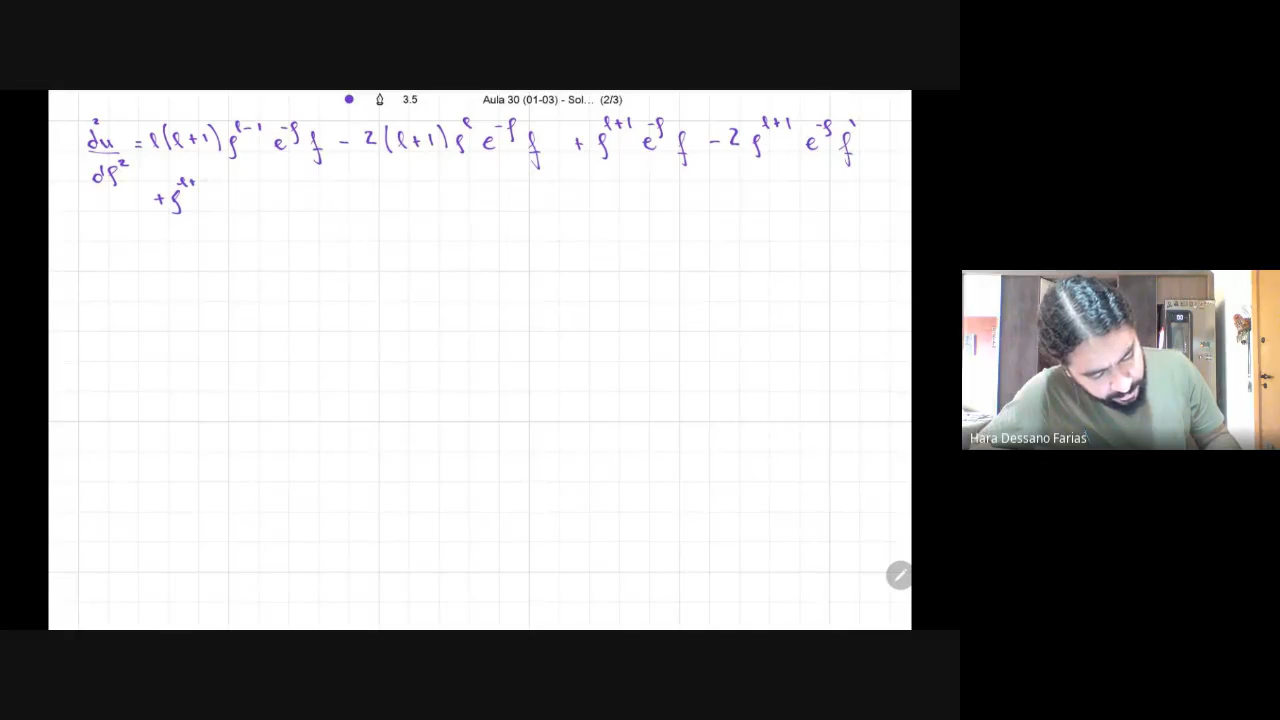 3.5 Aula 30 (01-03) - Sol... (2/3)
d²u/dρ² = l(l+1)ρ^{l-1} e^{-ρ} f - 2(l+1)ρ^{l} e^{-ρ} f + ρ^{l+1} e^{-ρ} f - 2ρ^{l+1} e^{-ρ} f'
+ρ^{l+}
Hara Dessano Farias